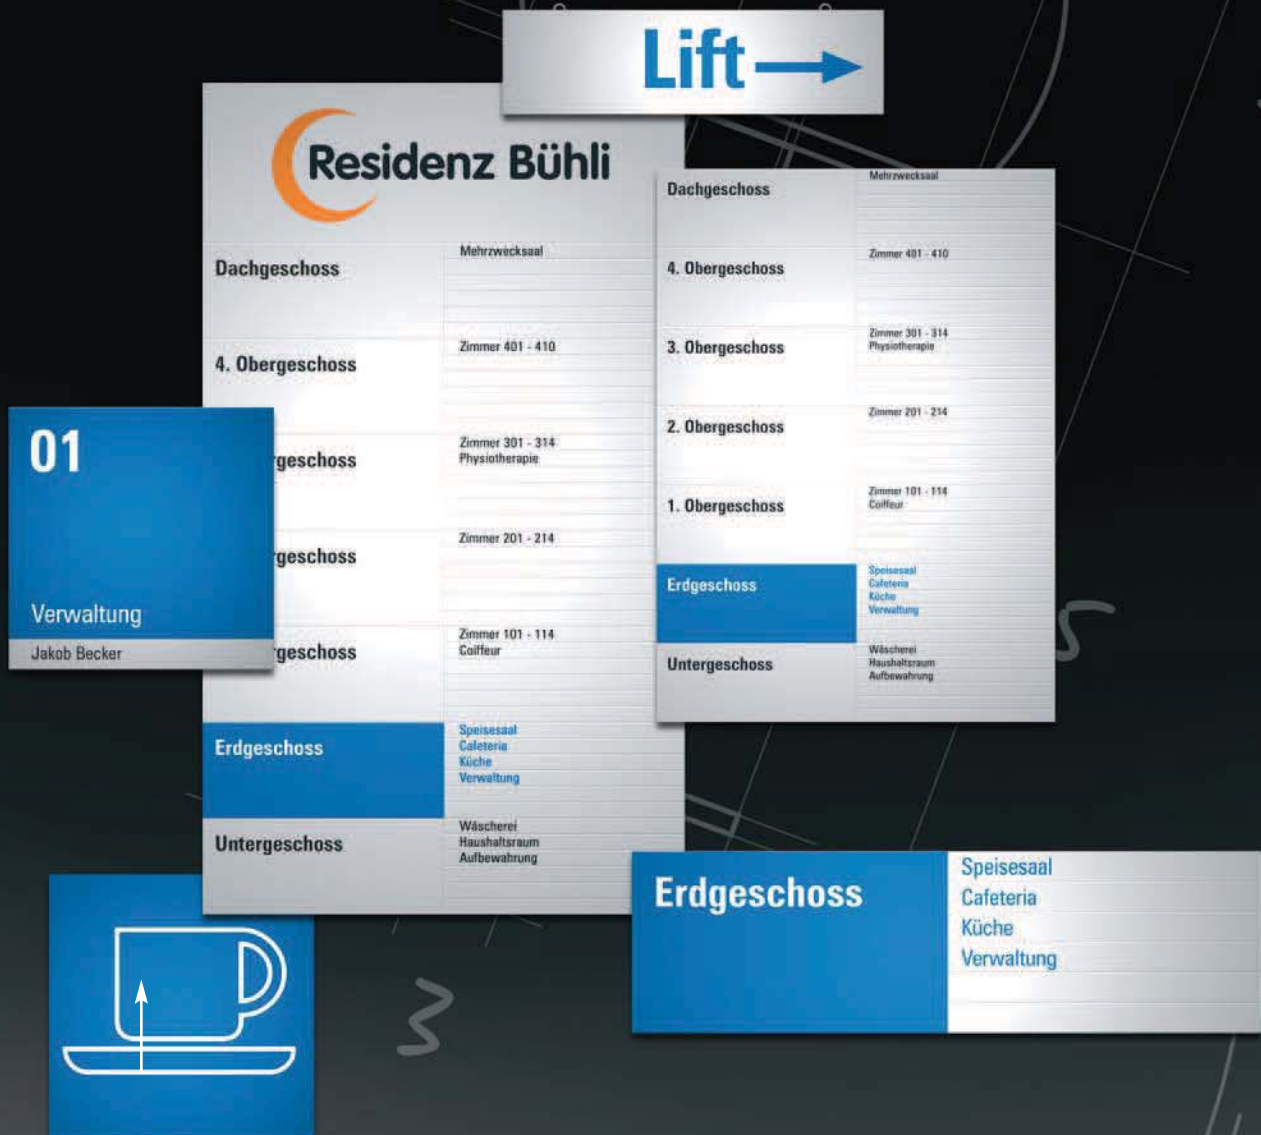 Lift
Residenz Bühli
Dachgeschoss
Mehrzwecksaal
4. Obergeschoss
Zimmer 401 - 410
geschoss
Zimmer 301 - 314
Physiotherapie
geschoss
Zimmer 201 - 214
geschoss
Zimmer 101 - 114
Coiffeur
Erdgeschoss
Speisesaal
Cafeteria
Küche
Verwaltung
Untergeschoss
Wäscherei
Haushaltsraum
Aufbewahrung
Dachgeschoss
Mehrzwecksaal
4. Obergeschoss
Zimmer 401 - 410
3. Obergeschoss
Zimmer 301 - 314
Physiotherapie
2. Obergeschoss
Zimmer 201 - 214
1. Obergeschoss
Zimmer 101 - 114
Coiffeur
Erdgeschoss
Speisesaal
Cafeteria
Küche
Verwaltung
Untergeschoss
Wäscherei
Haushaltsraum
Aufbewahrung
01
Verwaltung
Jakob Becker
Erdgeschoss
Speisesaal
Cafeteria
Küche
Verwaltung
3